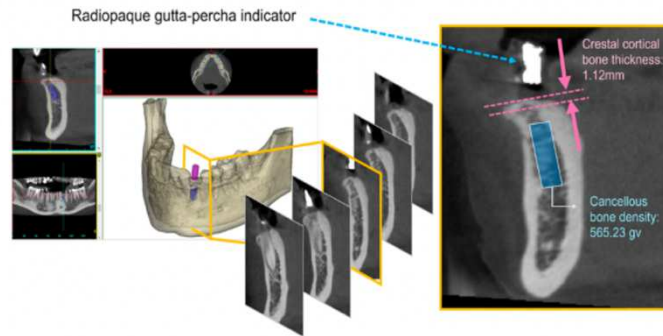 Radiopaque gutta-percha indicator
Crestal cortical
bone thickness:
1.12mm
Cancellous
bone density:
565.23 gv